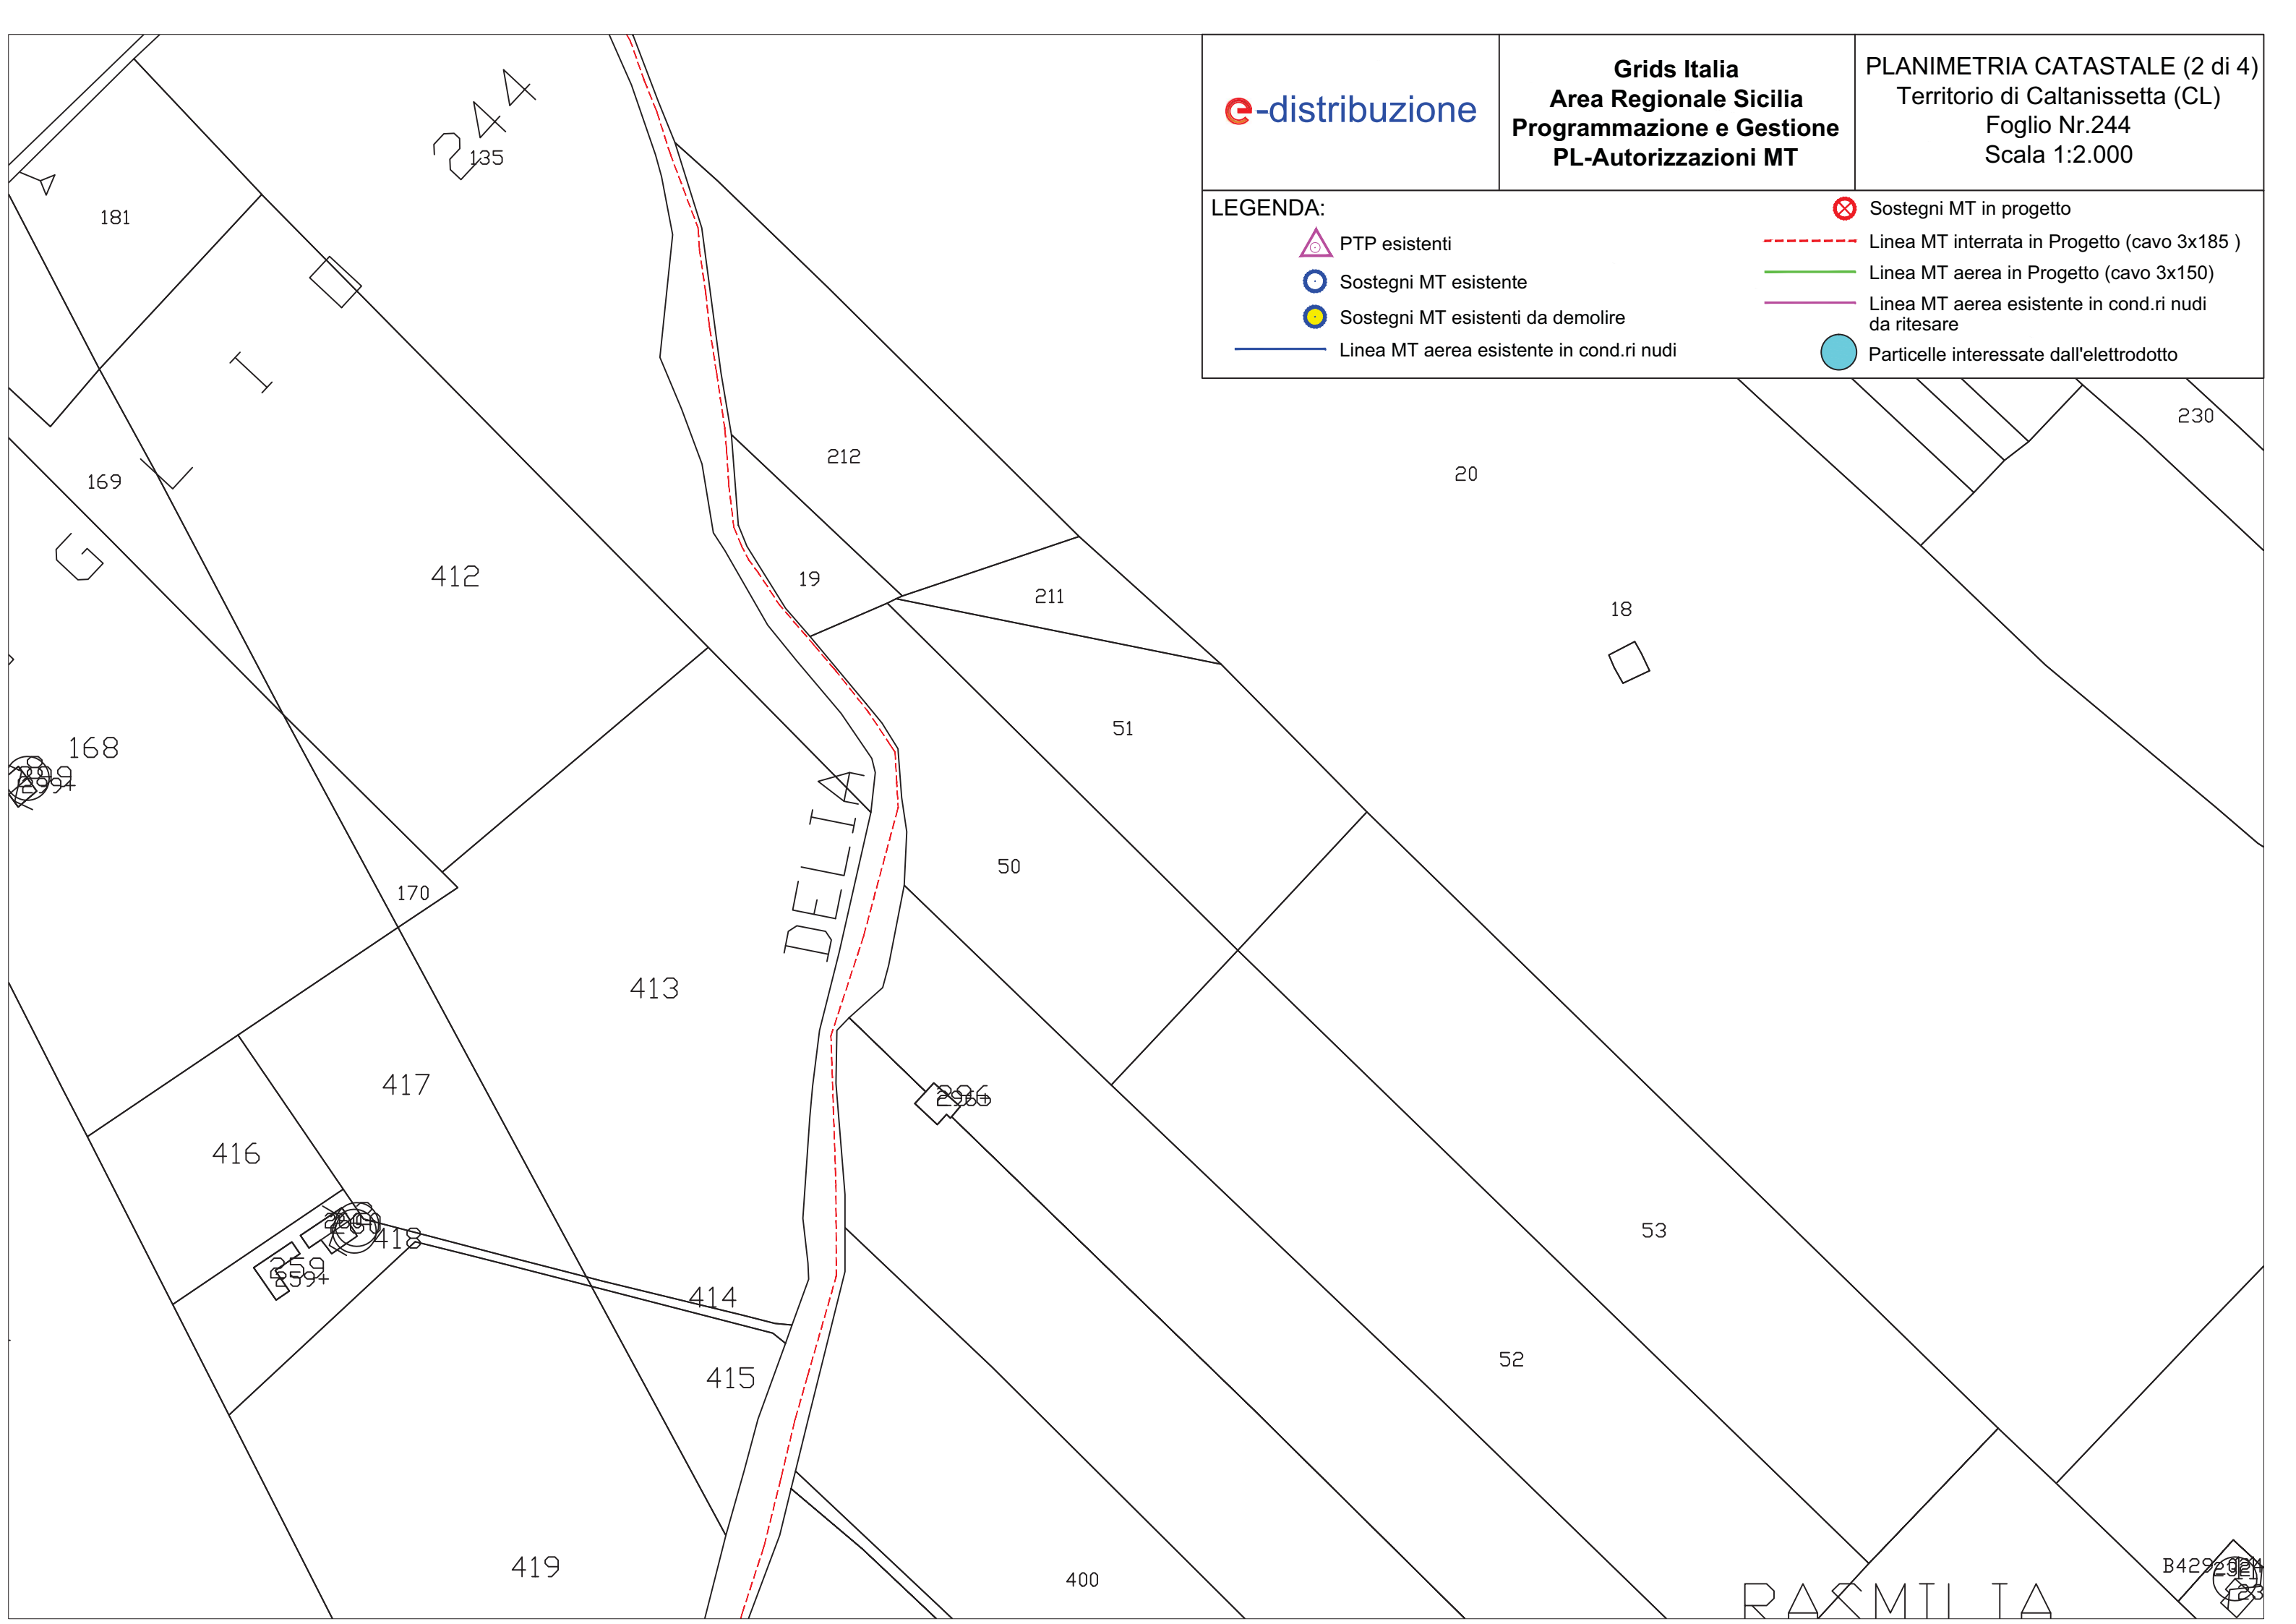 e-distribuzione
Grids Italia
Area Regionale Sicilia
Programmazione e Gestione
PL-Autorizzazioni MT
PLANIMETRIA CATASTALE (2 di 4)
Territorio di Caltanissetta (CL)
Foglio Nr.244
Scala 1:2.000
LEGENDA:
PTP esistenti
Sostegni MT esistente
Sostegni MT esistenti da demolire
Linea MT aerea esistente in cond.ri nudi
Sostegni MT in progetto
Linea MT interrata in Progetto (cavo 3x185 )
Linea MT aerea in Progetto (cavo 3x150)
Linea MT aerea esistente in cond.ri nudi
da ritesare
Particelle interessate dall'elettrodotto
244
135
181
230
212
20
169
G L I
412
19
211
18
51
168
50
170
DELIA
413
417
296
416
418
259
259+
53
414
52
415
419
400